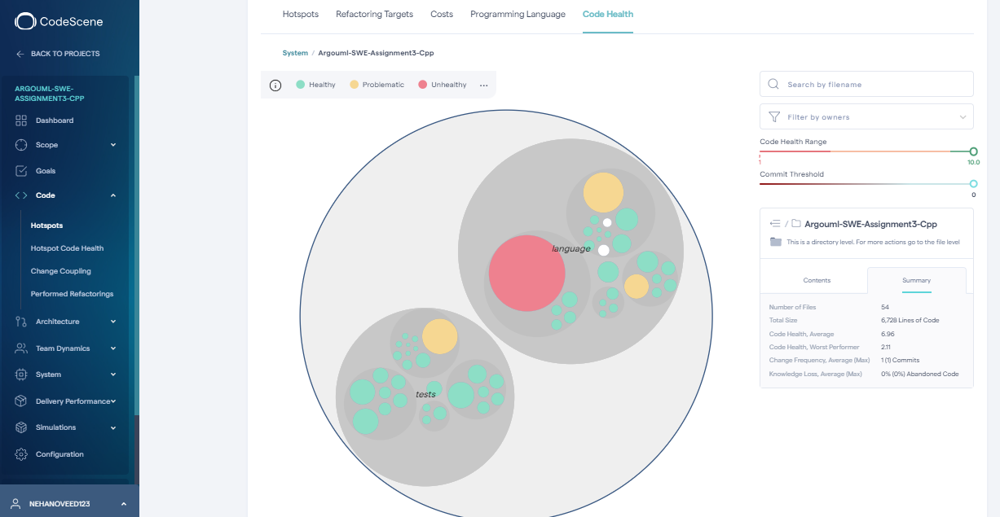 CodeScene
BACK TO PROJECTS
ARGOUML-SWE-
ASSIGNMENT3-CPP
Dashboard
Scope
Goals
Code
Hotspots
Hotspot Code Health
Change Coupling
Performed Refactorings
Architecture
Team Dynamics
System
Delivery Performance
Simulations
Configuration
NEHANOVEED123
Hotspots Refactoring Targets Costs Programming Language Code Health
System / Argouml-SWE-Assignment3-Cpp
Healthy Problematic Unhealthy ...
language
tests
Search by filename
Filter by owners
Code Health Range
1 10.0
Commit Threshold
0
/ Argouml-SWE-Assignment3-Cpp
This is a directory level. For more actions go to the file level
Contents Summary
Number of Files 54
Total Size 6,728 Lines of Code
Code Health, Average 6.96
Code Health, Worst Performer 2.11
Change Frequency, Average (Max) 1 (1) Commits
Knowledge Loss, Average (Max) 0% (0%) Abandoned Code